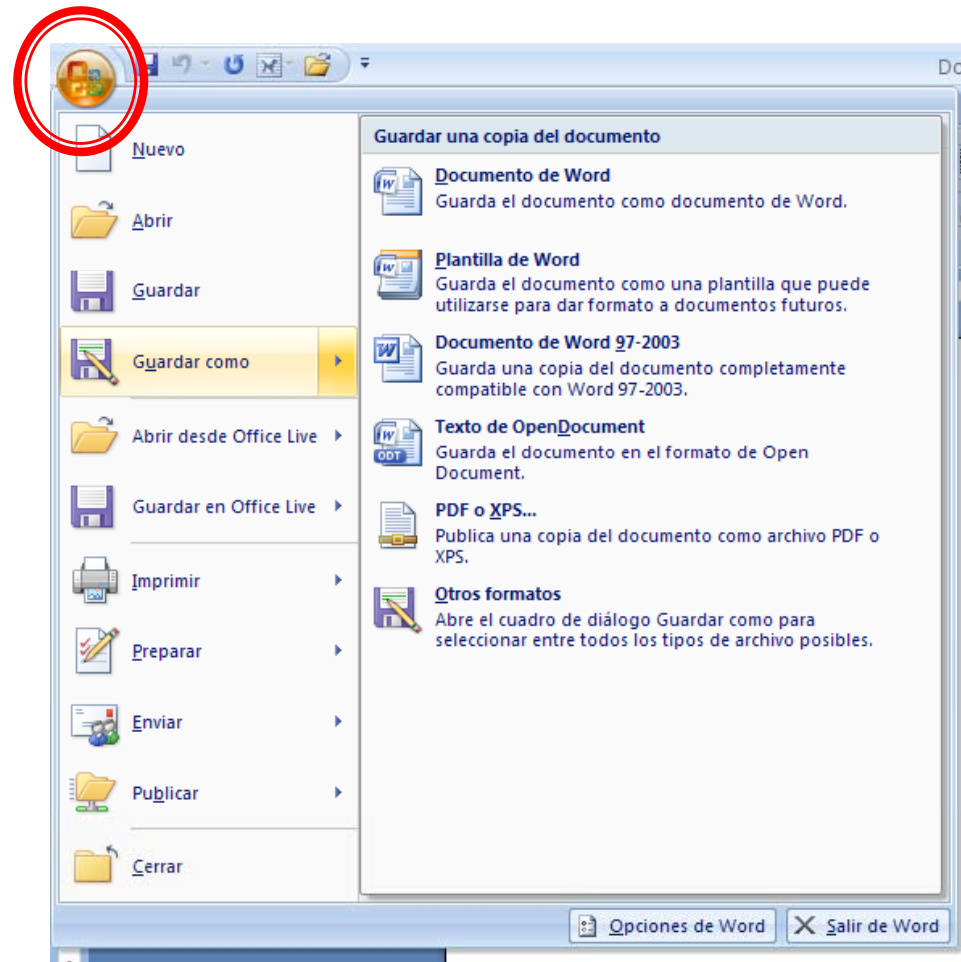 Do
Nuevo
Abrir
Guardar
Guardar como
Abrir desde Office Live
Guardar en Office Live
Imprimir
Preparar
Enviar
Publicar
Cerrar
Guardar una copia del documento
Documento de Word
Guarda el documento como documento de Word.
Plantilla de Word
Guarda el documento como una plantilla que puede
utilizarse para dar formato a documentos futuros.
Documento de Word 97-2003
Guarda una copia del documento completamente
compatible con Word 97-2003.
Texto de OpenDocument
ODT
Guarda el documento en el formato de Open
Document.
PDF o XPS...
Publica una copia del documento como archivo PDF o
XPS.
Otros formatos
Abre el cuadro de diálogo Guardar como para
seleccionar entre todos los tipos de archivo posibles.
Opciones de Word
Salir de Word